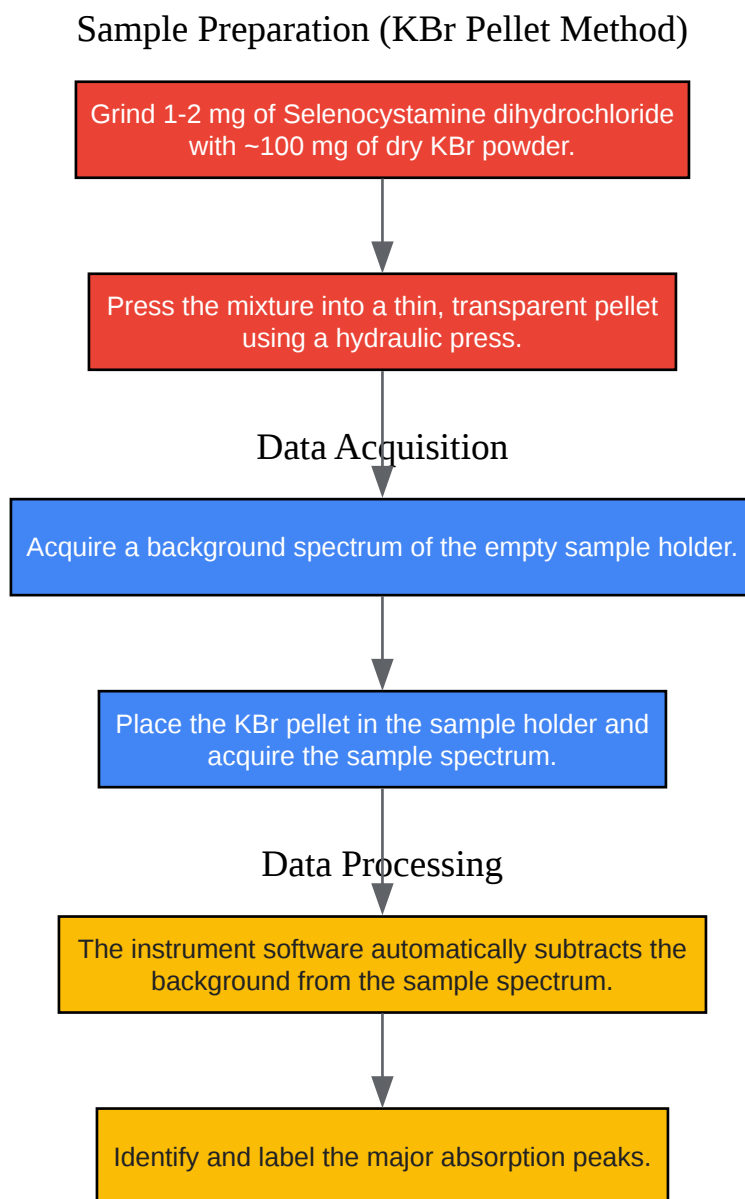 Sample Preparation (KBr Pellet Method)
Grind 1-2 mg of Selenocystamine dihydrochloride
with ~100 mg of dry KBr powder.
Press the mixture into a thin, transparent pellet
using a hydraulic press.
Data Acquisition
Acquire a background spectrum of the empty sample holder.
Place the KBr pellet in the sample holder and
acquire the sample spectrum.
Data Processing
The instrument software automatically subtracts the
background from the sample spectrum.
Identify and label the major absorption peaks.